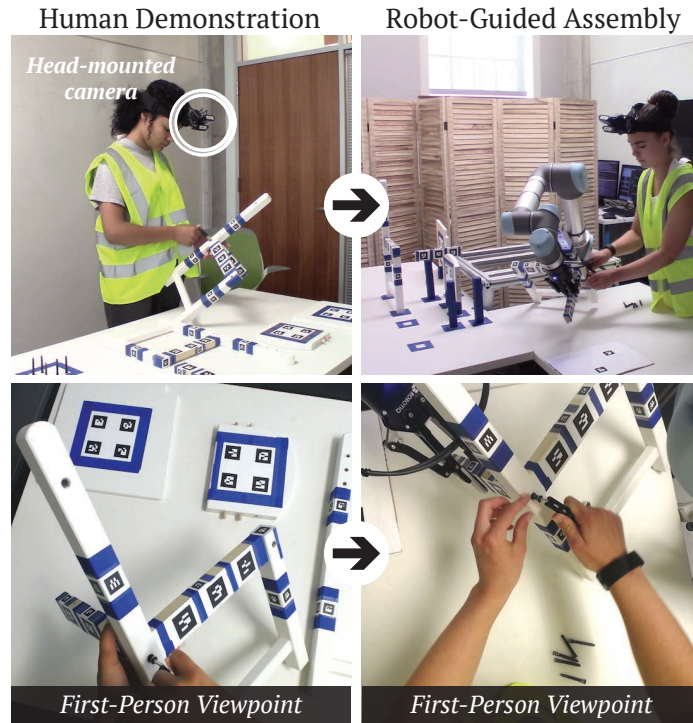 Human Demonstration
Robot-Guided Assembly
Head-mounted
camera
First-Person Viewpoint
First-Person Viewpoint